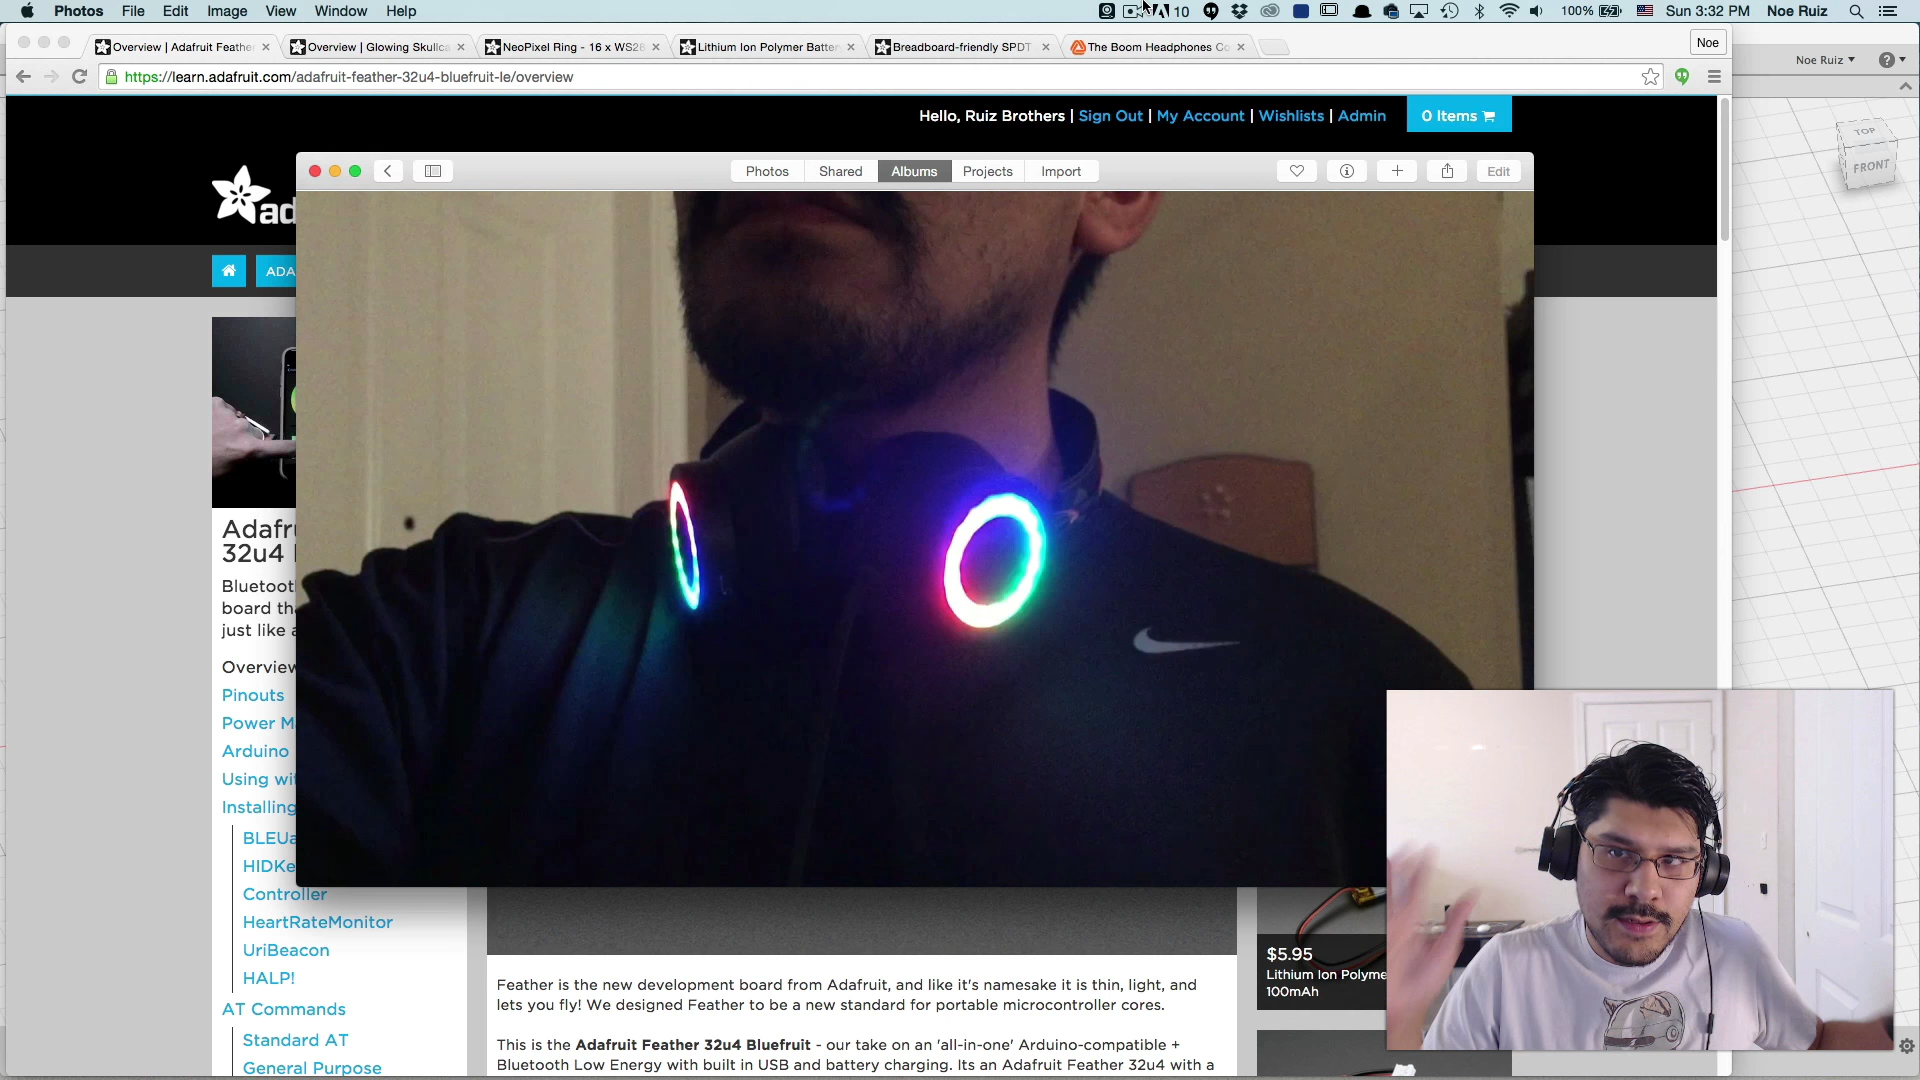 Photos File Edit Image View Window Help
10 100% Sun 3:32 PM Noe Ruiz
Overview | Adafruit Feather
Overview | Glowing Skullca
NeoPixel Ring - 16 x WS28
Lithium Ion Polymer Batter
Breadboard-friendly SPDT
The Boom Headphones Co
Noe
https://learn.adafruit.com/adafruit-feather-32u4-bluefruit-le/overview
Noe Ruiz
?
Hello, Ruiz Brothers | Sign Out | My Account | Wishlists | Admin
0 Items
TOP
FRONT
Photos Shared Albums Projects Import
Edit
ad
ADA
Adafr
32u4
Bluetoot
board tha
just like a
Overview
Pinouts
Power M
Arduino
Using wi
Installing
BLEUa
HIDKe
Controller
HeartRateMonitor
UriBeacon
HALP!
AT Commands
Standard AT
General Purpose
Feather is the new development board from Adafruit, and like it's namesake it is thin, light, and
lets you fly! We designed Feather to be a new standard for portable microcontroller cores.
This is the Adafruit Feather 32u4 Bluefruit - our take on an 'all-in-one' Arduino-compatible +
Bluetooth Low Energy with built in USB and battery charging. Its an Adafruit Feather 32u4 with a
$5.95
Lithium Ion Polyme
100mAh